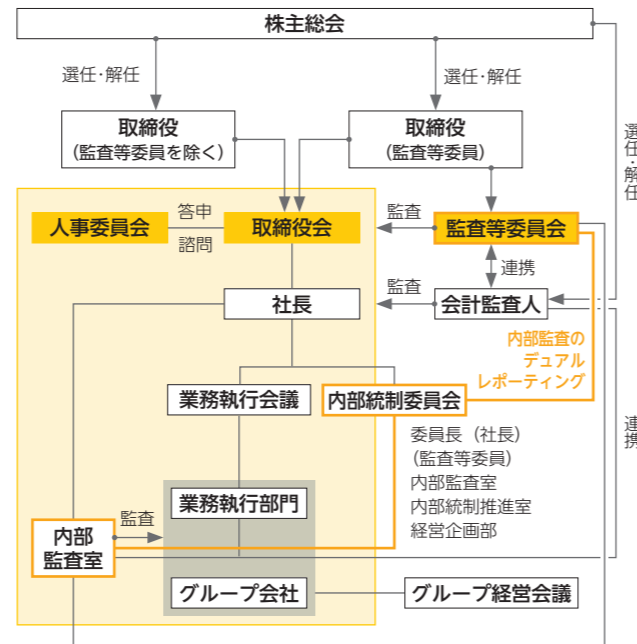 株主総会
選任・解任
選任・解任
取締役
(監査等委員を除く)
取締役
(監査等委員)
選任・解任
人事委員会
答申
諮問
取締役会
監査
監査等委員会
連携
社長
監査
会計監査人
内部監査の
デュアル
レポーティング
業務執行会議
内部統制委員会
委員長（社長）
(監査等委員)
内部監査室
内部統制推進室
経営企画部
連携
業務執行部門
内部
監査室
監査
グループ会社
グループ経営会議